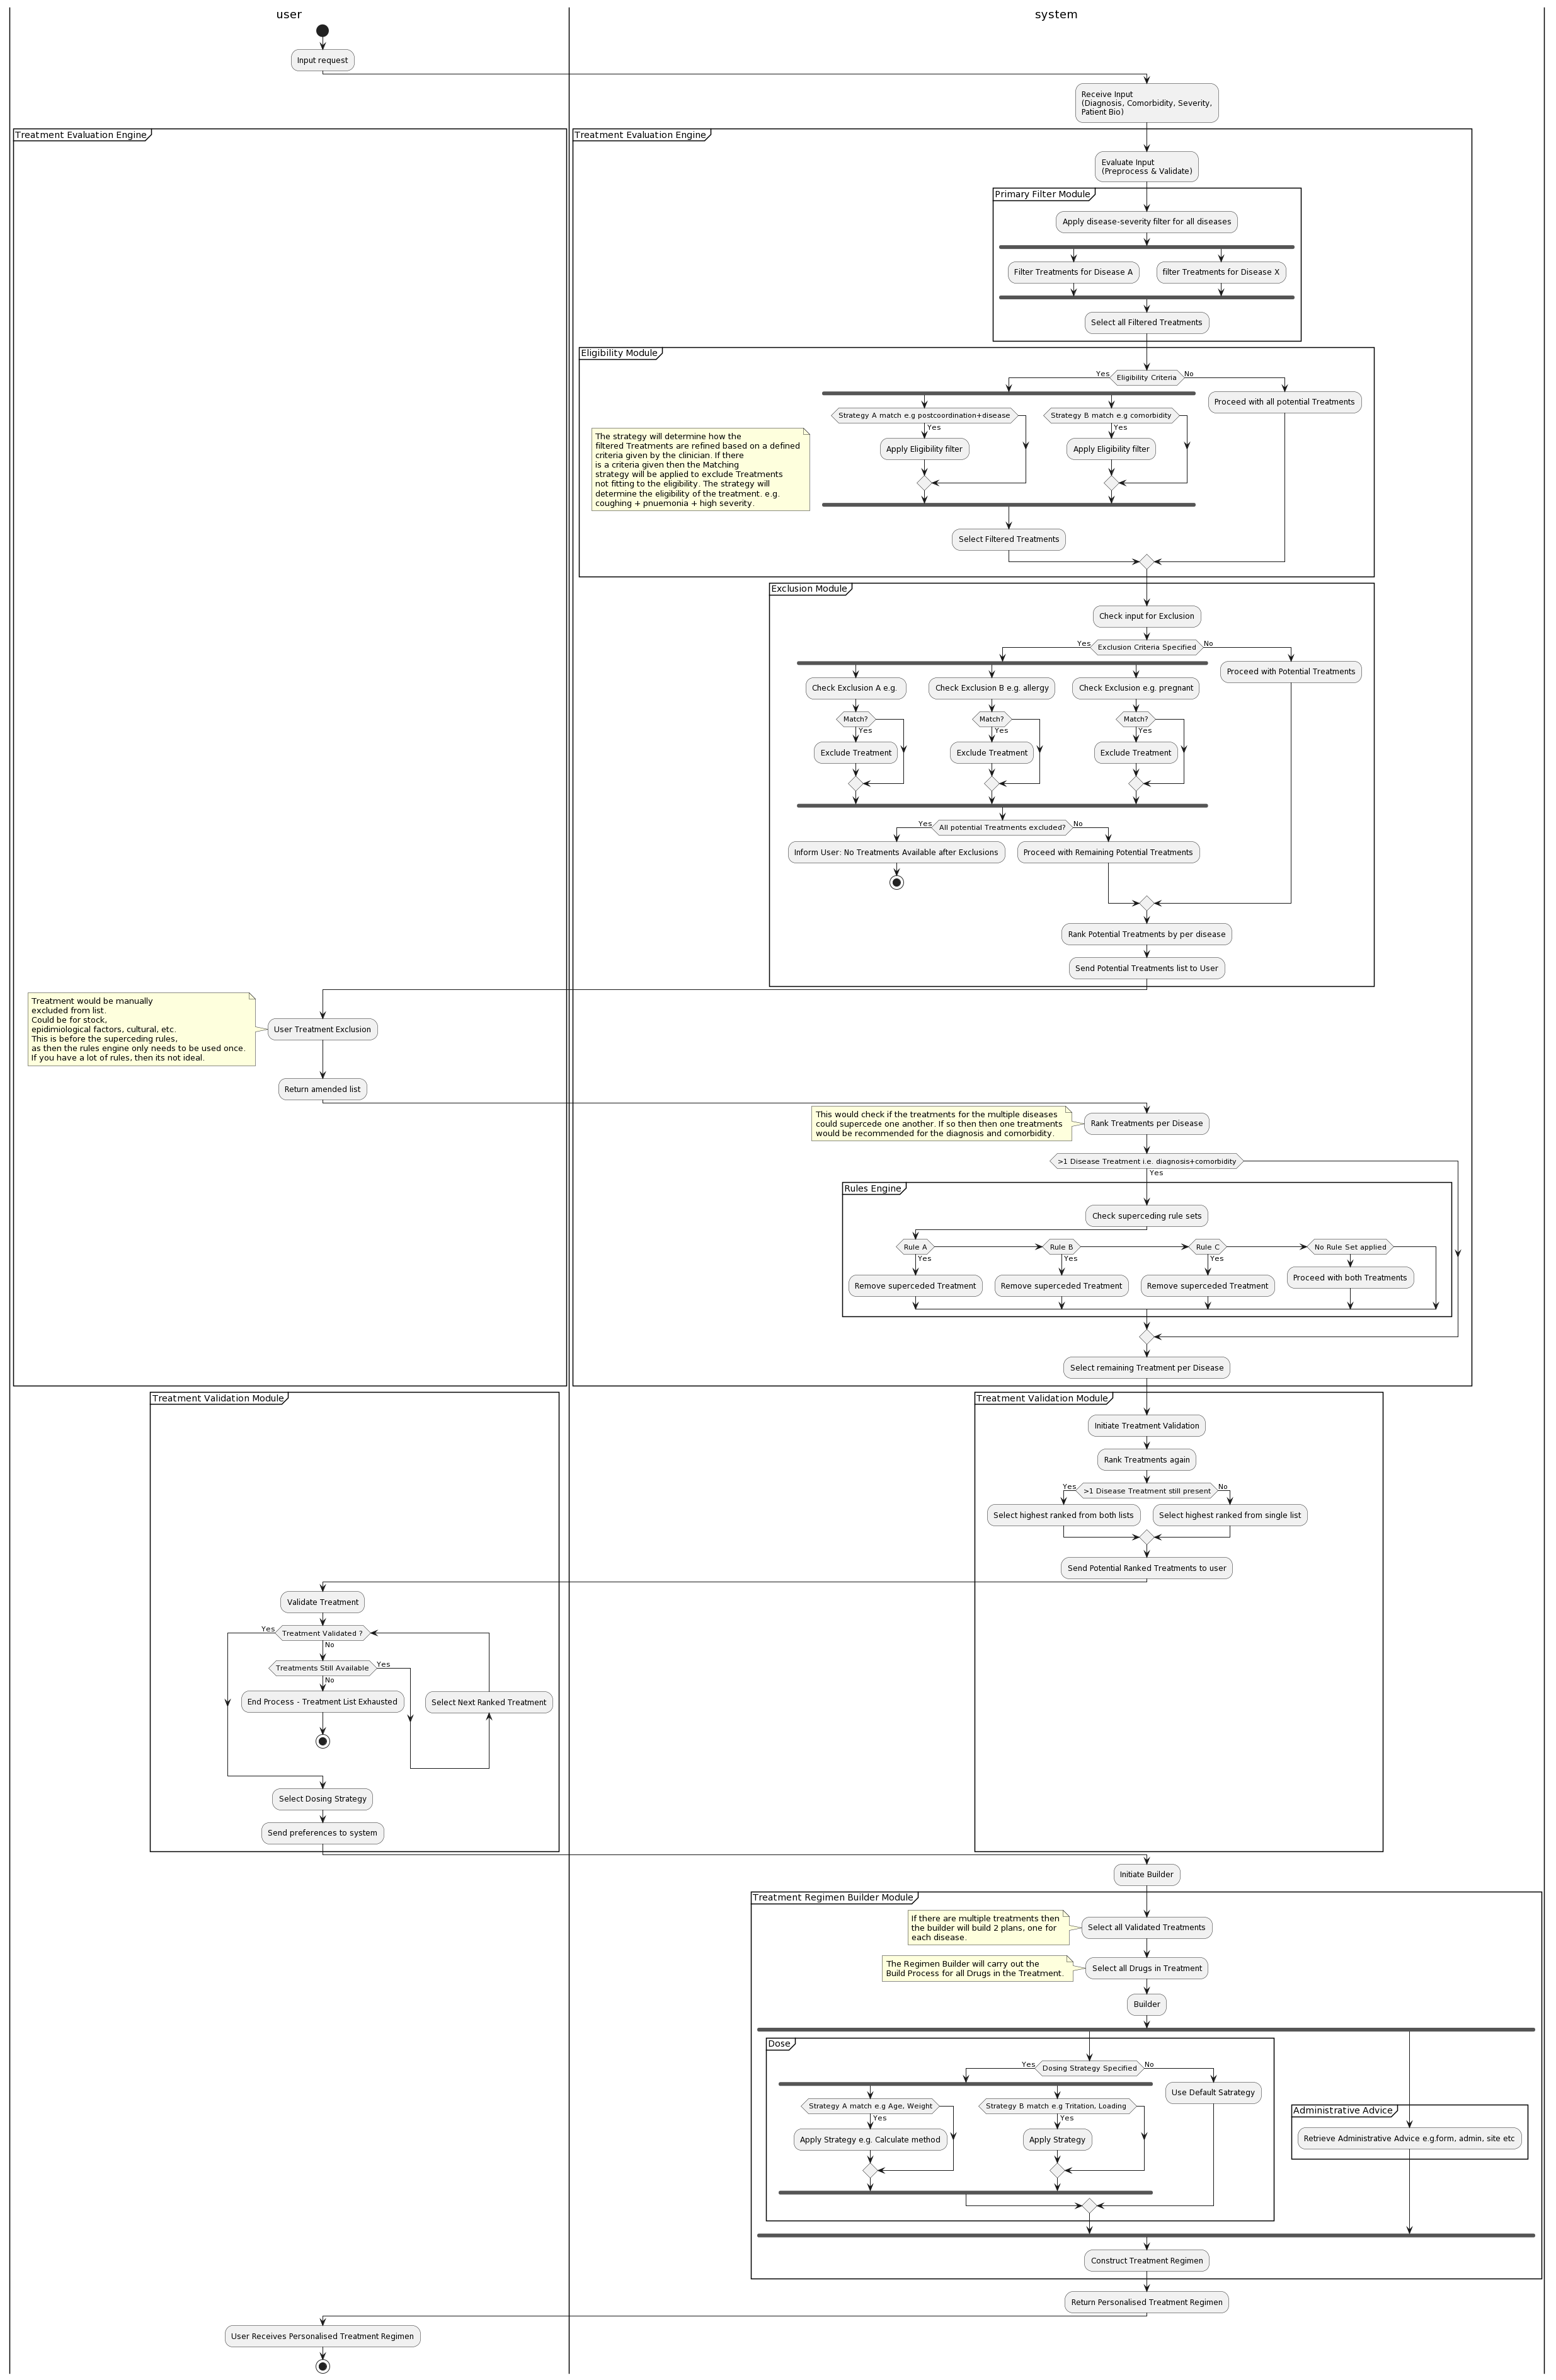 user
system
Input request
Receive Input
(Diagnosis, Comorbidity, Severity,
Patient Bio)
Treatment Evaluation Engine
Treatment Evaluation Engine
Evaluate Input
(Preprocess & Validate)
Primary Filter Module
Apply disease-severity filter for all diseases
Filter Treatments for Disease A
filter Treatments for Disease X
Select all Filtered Treatments
Eligibility Module
Yes
Eligibility Criteria
No
Proceed with all potential Treatments
Strategy A match e.g postcoordination+disease
Strategy B match e.g comorbidity
Yes
Yes
The strategy will determine how the
filtered Treatments are refined based on a defined
criteria given by the clinician. If there
is a criteria given then the Matching
strategy will be applied to exclude Treatments
not fitting to the eligibility. The strategy will
determine the eligibility of the treatment. e.g.
coughing + pnuemonia + high severity.
Apply Eligibility filter
Apply Eligibility filter
Select Filtered Treatments
Exclusion Module
Check input for Exclusion
Yes
Exclusion Criteria Specified
No
Proceed with Potential Treatments
Check Exclusion A e.g.
Check Exclusion B e.g. allergy
Check Exclusion e.g. pregnant
Match?
Match?
Match?
Yes
Yes
Yes
Exclude Treatment
Exclude Treatment
Exclude Treatment
Yes
All potential Treatments excluded?
No
Inform User: No Treatments Available after Exclusions
Proceed with Remaining Potential Treatments
Rank Potential Treatments by per disease
Send Potential Treatments list to User
Treatment would be manually
excluded from list.
Could be for stock,
epidimiological factors, cultural, etc.
This is before the superceding rules,
as then the rules engine only needs to be used once.
If you have a lot of rules, then its not ideal.
User Treatment Exclusion
Return amended list
This would check if the treatments for the multiple diseases
could supercede one another. If so then then one treatments
would be recommended for the diagnosis and comorbidity.
Rank Treatments per Disease
>1 Disease Treatment i.e. diagnosis+comorbidity
Yes
Rules Engine
Check superceding rule sets
Rule A
Rule B
Rule C
No Rule Set applied
Yes
Yes
Yes
Remove superceded Treatment
Remove superceded Treatment
Remove superceded Treatment
Proceed with both Treatments
Select remaining Treatment per Disease
Treatment Validation Module
Treatment Validation Module
Initiate Treatment Validation
Rank Treatments again
Yes
>1 Disease Treatment still present
No
Select highest ranked from both lists
Select highest ranked from single list
Send Potential Ranked Treatments to user
Validate Treatment
Yes
Treatment Validated ?
No
Treatments Still Available
Yes
No
End Process - Treatment List Exhausted
Select Next Ranked Treatment
Select Dosing Strategy
Send preferences to system
Initiate Builder
Treatment Regimen Builder Module
If there are multiple treatments then
the builder will build 2 plans, one for
each disease.
Select all Validated Treatments
The Regimen Builder will carry out the
Build Process for all Drugs in the Treatment.
Select all Drugs in Treatment
Builder
Dose
Yes
Dosing Strategy Specified
No
Use Default Satrategy
Strategy A match e.g Age, Weight
Strategy B match e.g Tritation, Loading
Yes
Yes
Apply Strategy e.g. Calculate method
Apply Strategy
Administrative Advice
Retrieve Administrative Advice e.g.form, admin, site etc
Construct Treatment Regimen
Return Personalised Treatment Regimen
User Receives Personalised Treatment Regimen